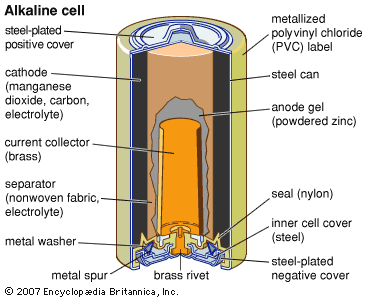 Alkaline cell
steel-plated
positive cover
cathode
(manganese
dioxide, carbon,
electrolyte)
current collector
(brass)
separator
(nonwoven fabric,
electrolyte)
metal washer
metal spur
brass rivet
metallized
polyvinyl chloride
(PVC) label
steel can
anode gel
(powdered zinc)
seal (nylon)
inner cell cover
(steel)
steel-plated
negative cover
© 2007 Encyclopædia Britannica, Inc.